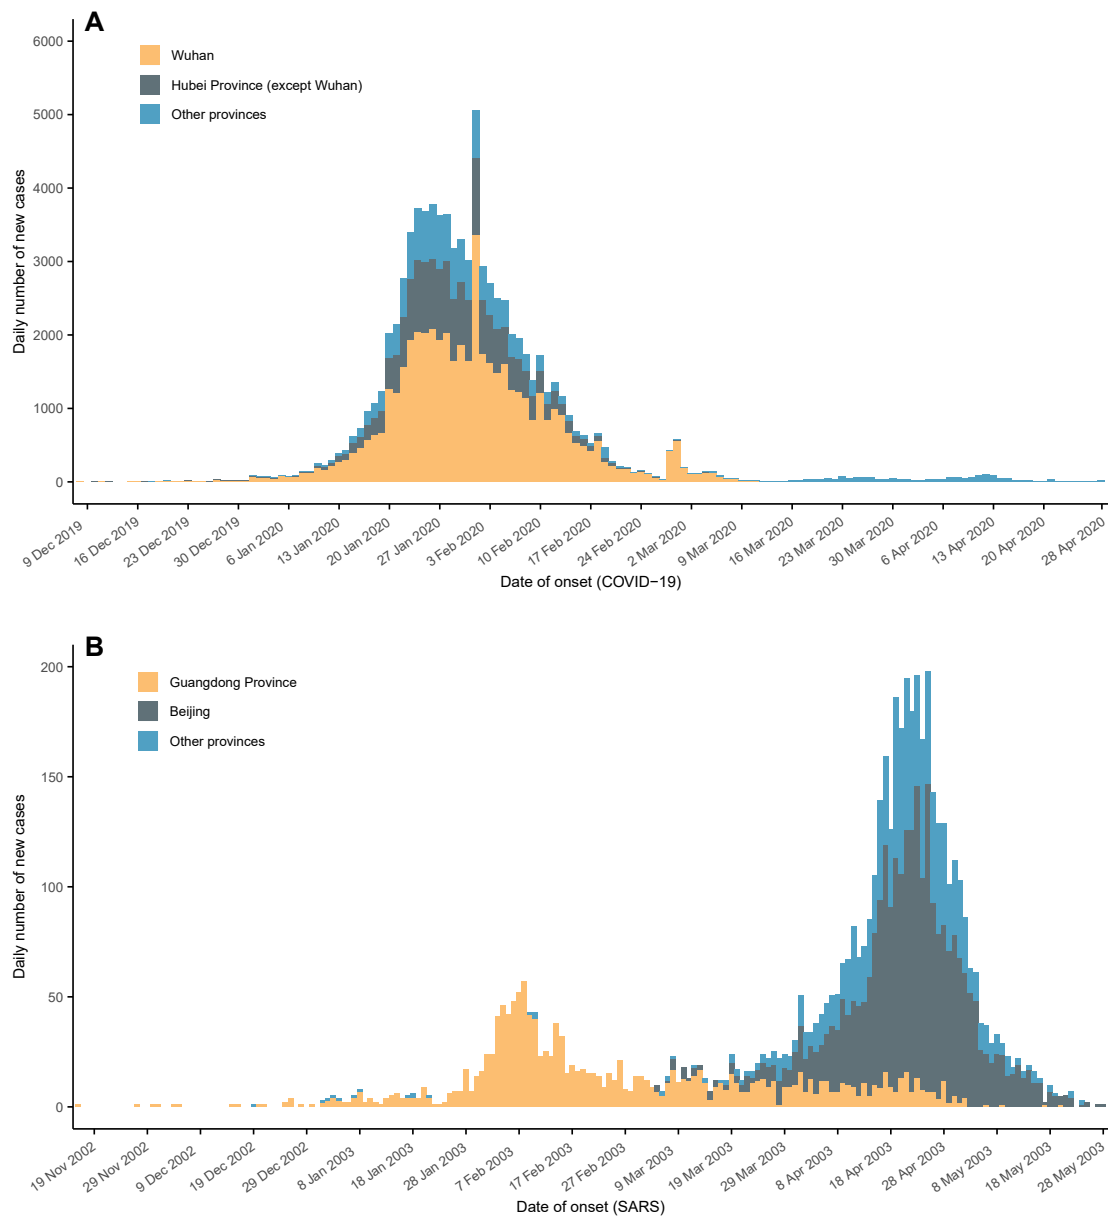 A
6000
5000
4000
3000
2000
1000
0
Daily number of new cases
Wuhan
Hubei Province (except Wuhan)
Other provinces
9 Dec 2019
16 Dec 2019
23 Dec 2019
30 Dec 2019
6 Jan 2020
13 Jan 2020
20 Jan 2020
27 Jan 2020
3 Feb 2020
10 Feb 2020
17 Feb 2020
24 Feb 2020
2 Mar 2020
9 Mar 2020
16 Mar 2020
23 Mar 2020
30 Mar 2020
6 Apr 2020
13 Apr 2020
20 Apr 2020
28 Apr 2020
Date of onset (COVID−19)
B
200
150
100
50
0
Daily number of new cases
Guangdong Province
Beijing
Other provinces
19 Nov 2002
29 Nov 2002
9 Dec 2002
19 Dec 2002
29 Dec 2002
8 Jan 2003
18 Jan 2003
28 Jan 2003
7 Feb 2003
17 Feb 2003
27 Feb 2003
9 Mar 2003
19 Mar 2003
29 Mar 2003
8 Apr 2003
18 Apr 2003
28 Apr 2003
8 May 2003
18 May 2003
28 May 2003
Date of onset (SARS)